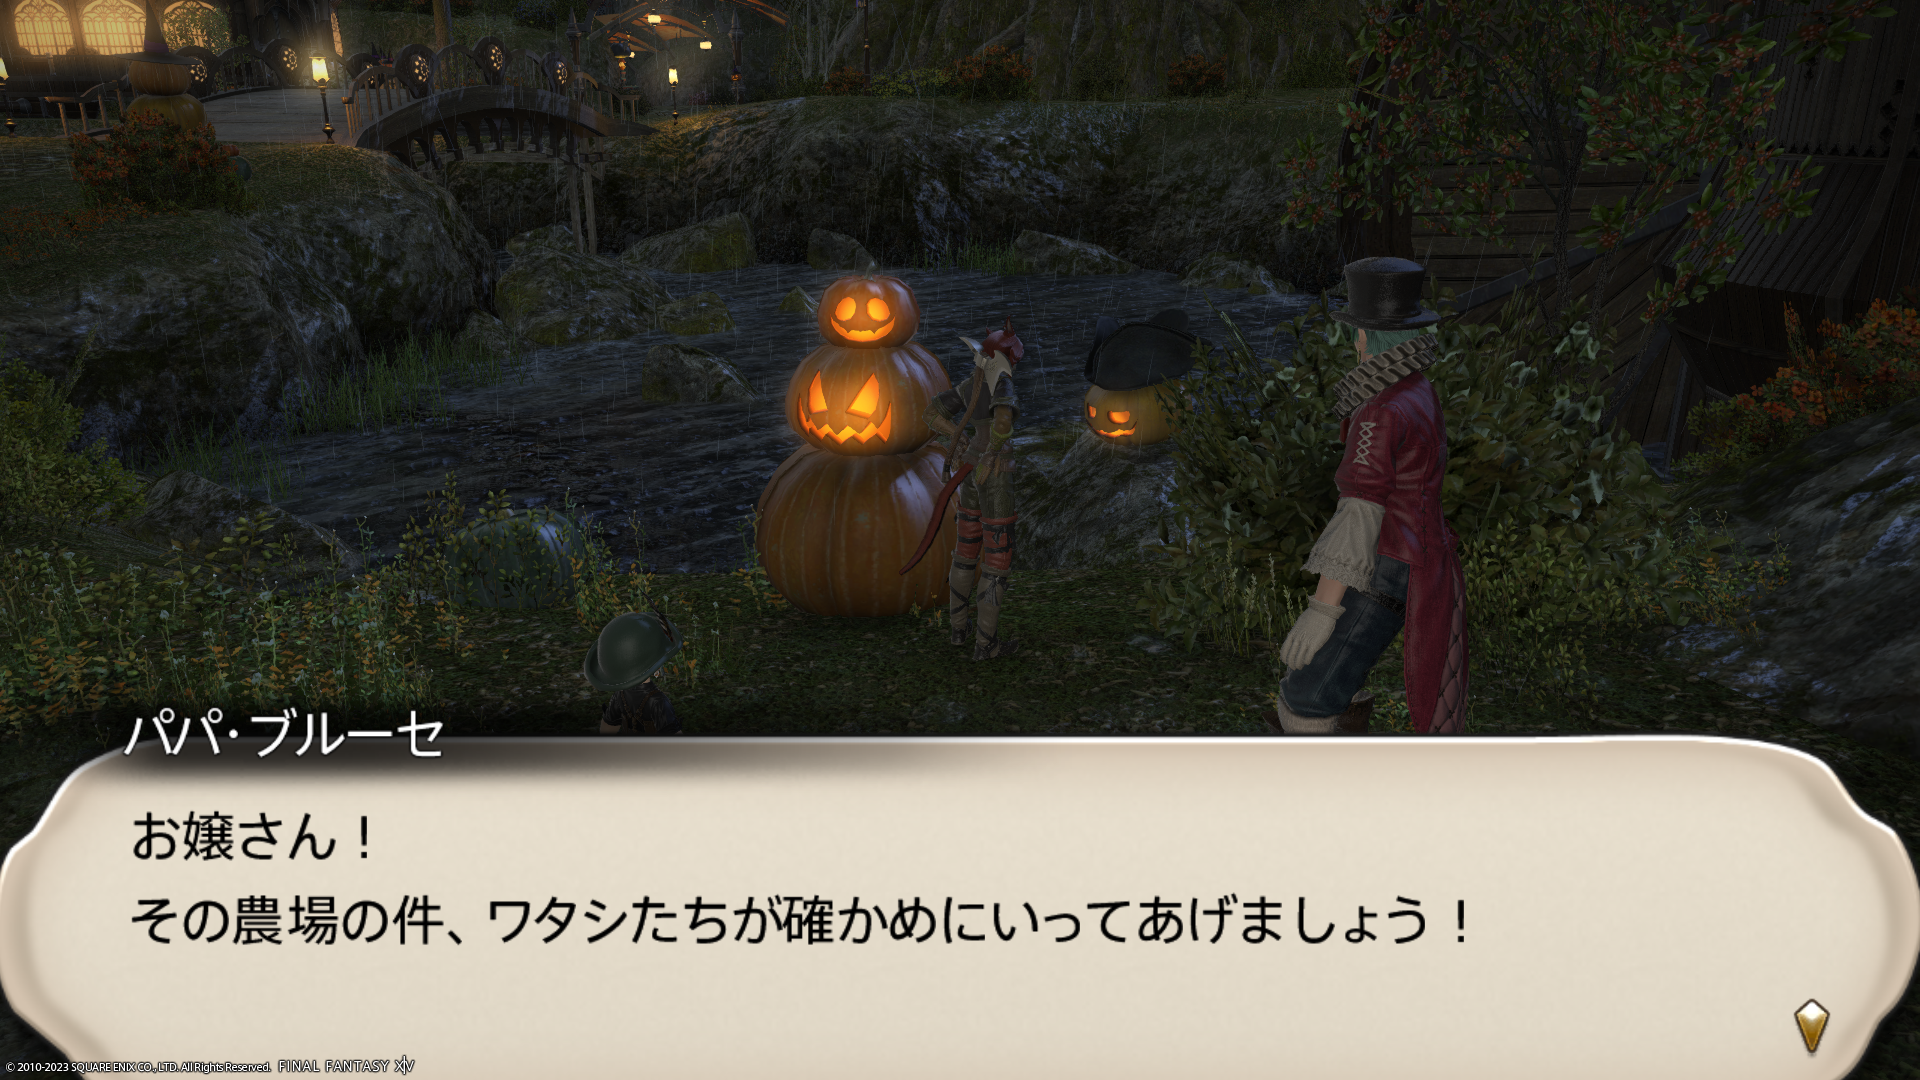 パパ・ブルーセ
お嬢さん！
その農場の件、ワタシたちが確かめにいってあげましょう！
© 2010-2023 SQUARE ENIX CO., LTD. All Rights Reserved. FINAL FANTASY XIV